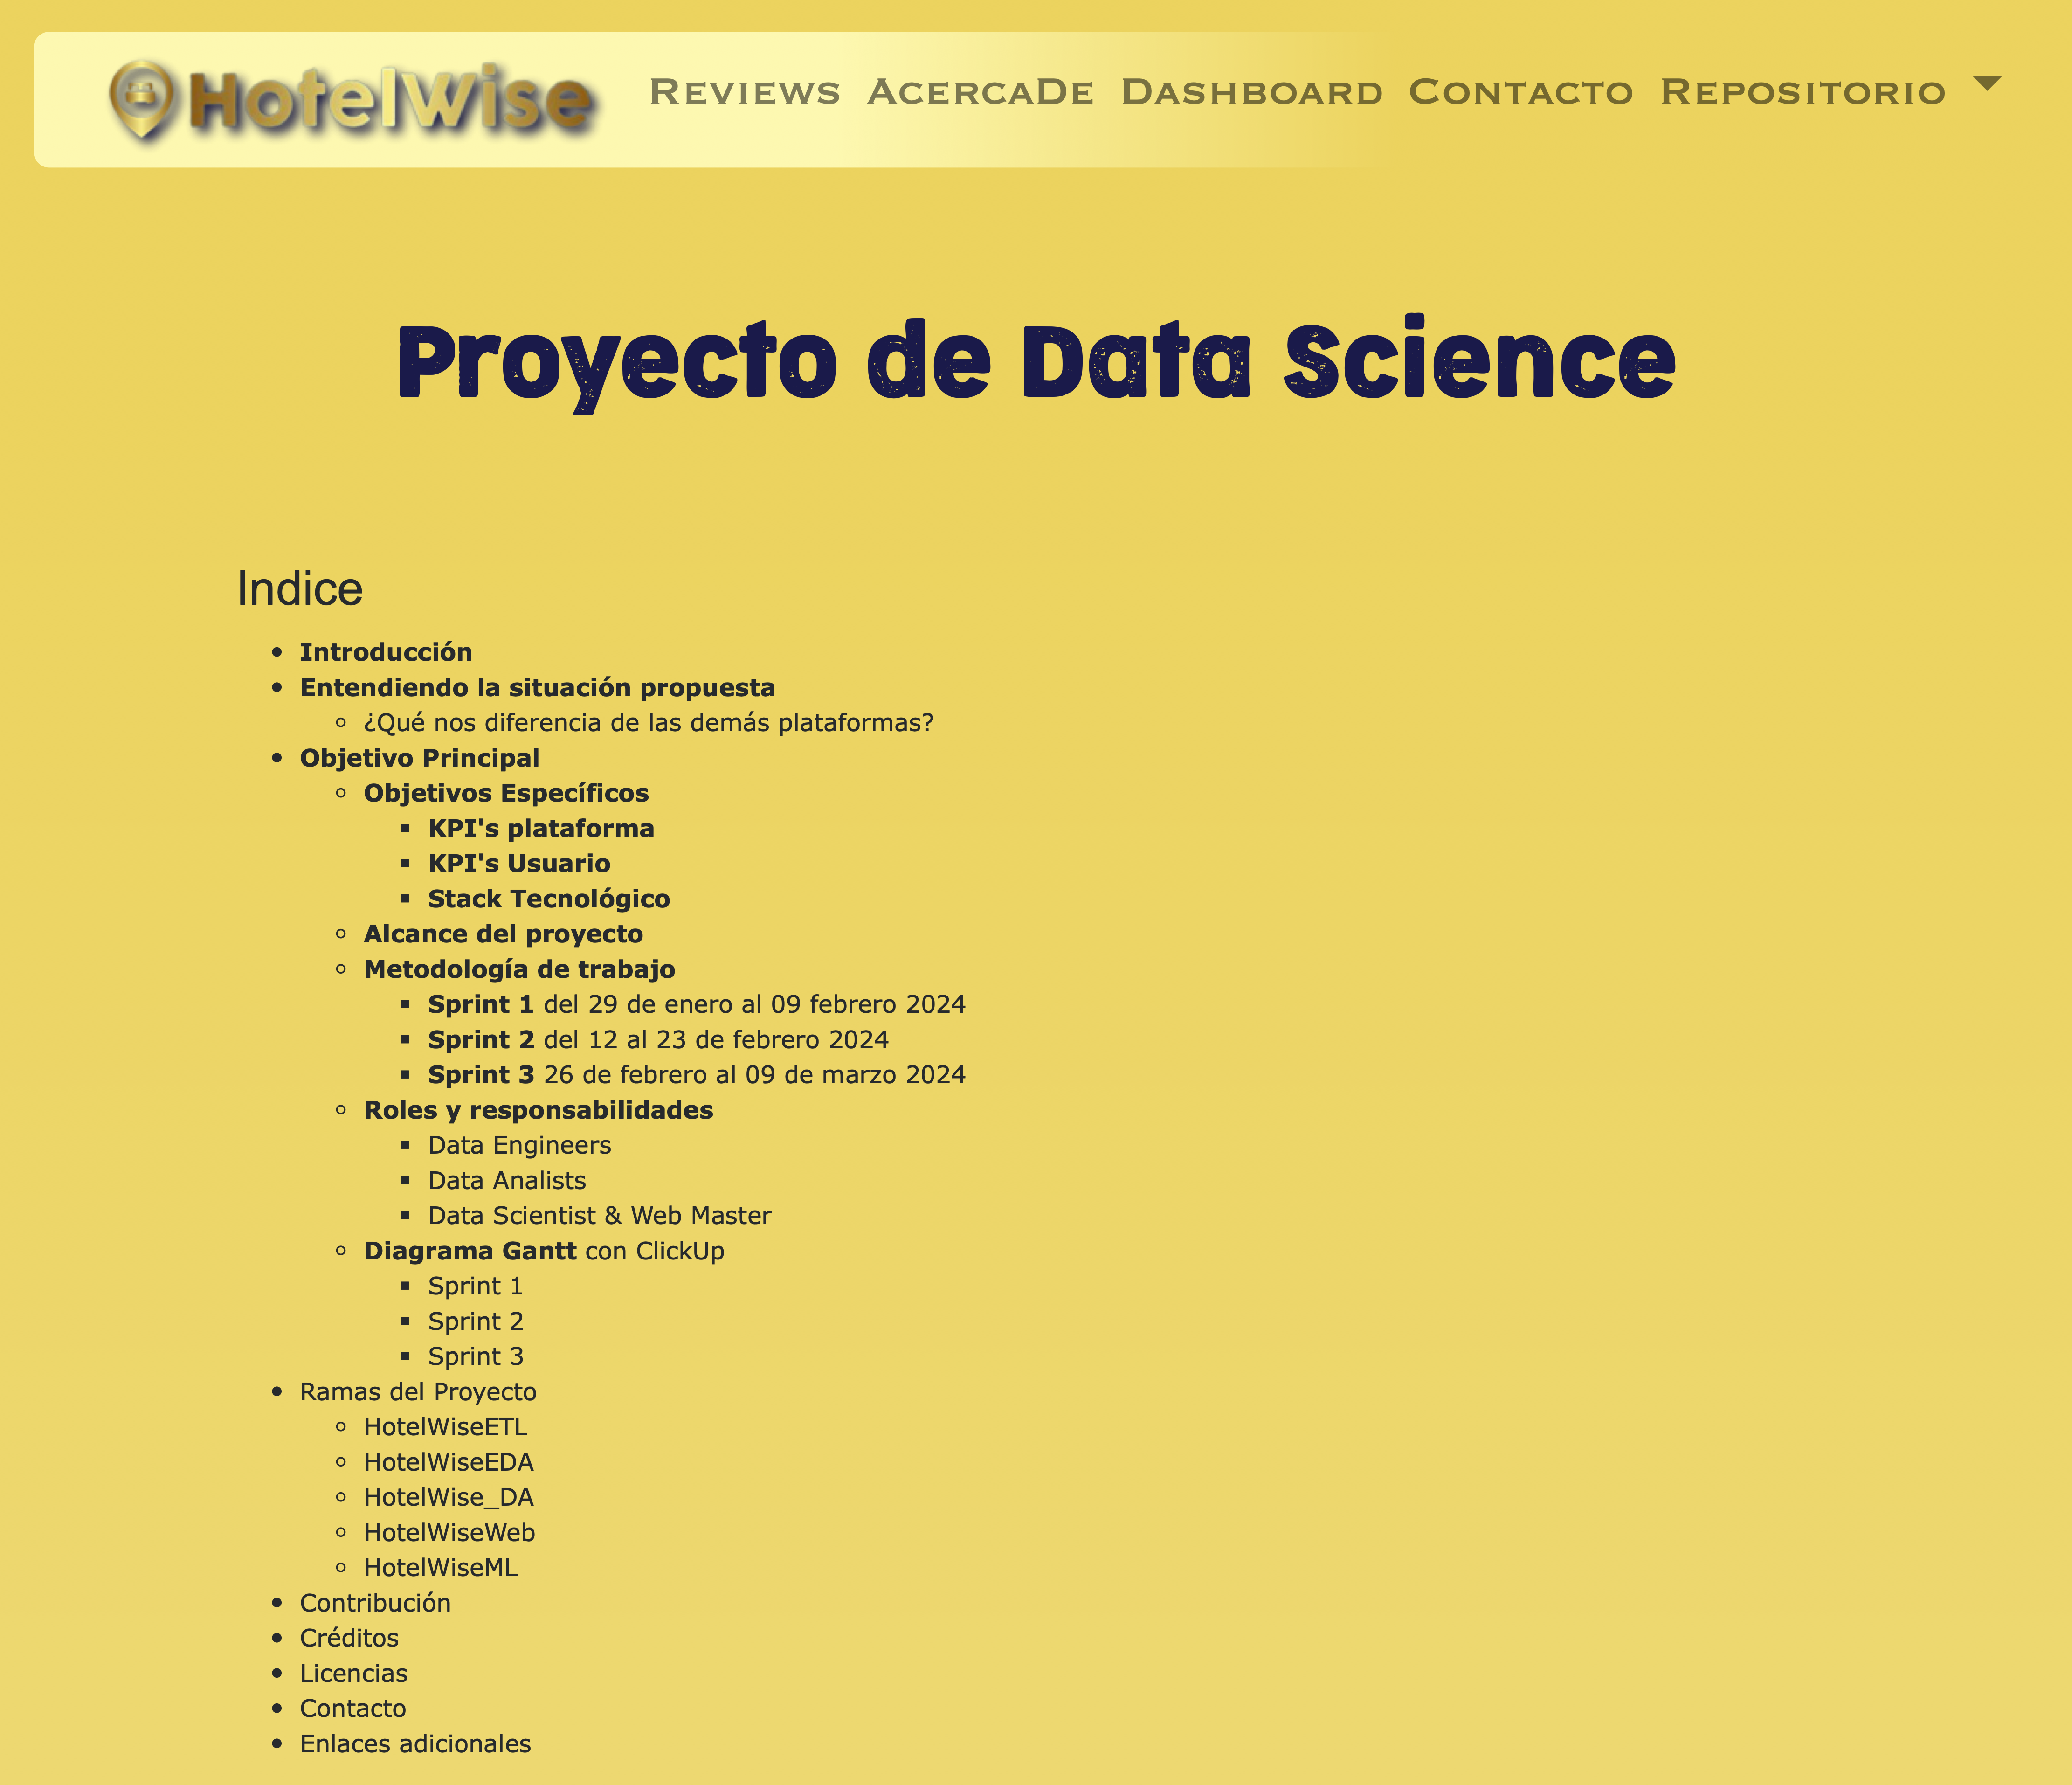 HotelWise
Reviews AcercaDe Dashboard Contacto Repositorio
Proyecto de Data Science
Indice
Introducción
Entendiendo la situación propuesta
¿Qué nos diferencia de las demás plataformas?
Objetivo Principal
Objetivos Específicos
KPI's plataforma
KPI's Usuario
Stack Tecnológico
Alcance del proyecto
Metodología de trabajo
Sprint 1 del 29 de enero al 09 febrero 2024
Sprint 2 del 12 al 23 de febrero 2024
Sprint 3 26 de febrero al 09 de marzo 2024
Roles y responsabilidades
Data Engineers
Data Analists
Data Scientist & Web Master
Diagrama Gantt con ClickUp
Sprint 1
Sprint 2
Sprint 3
Ramas del Proyecto
HotelWiseETL
HotelWiseEDA
HotelWise_DA
HotelWiseWeb
HotelWiseML
Contribución
Créditos
Licencias
Contacto
Enlaces adicionales